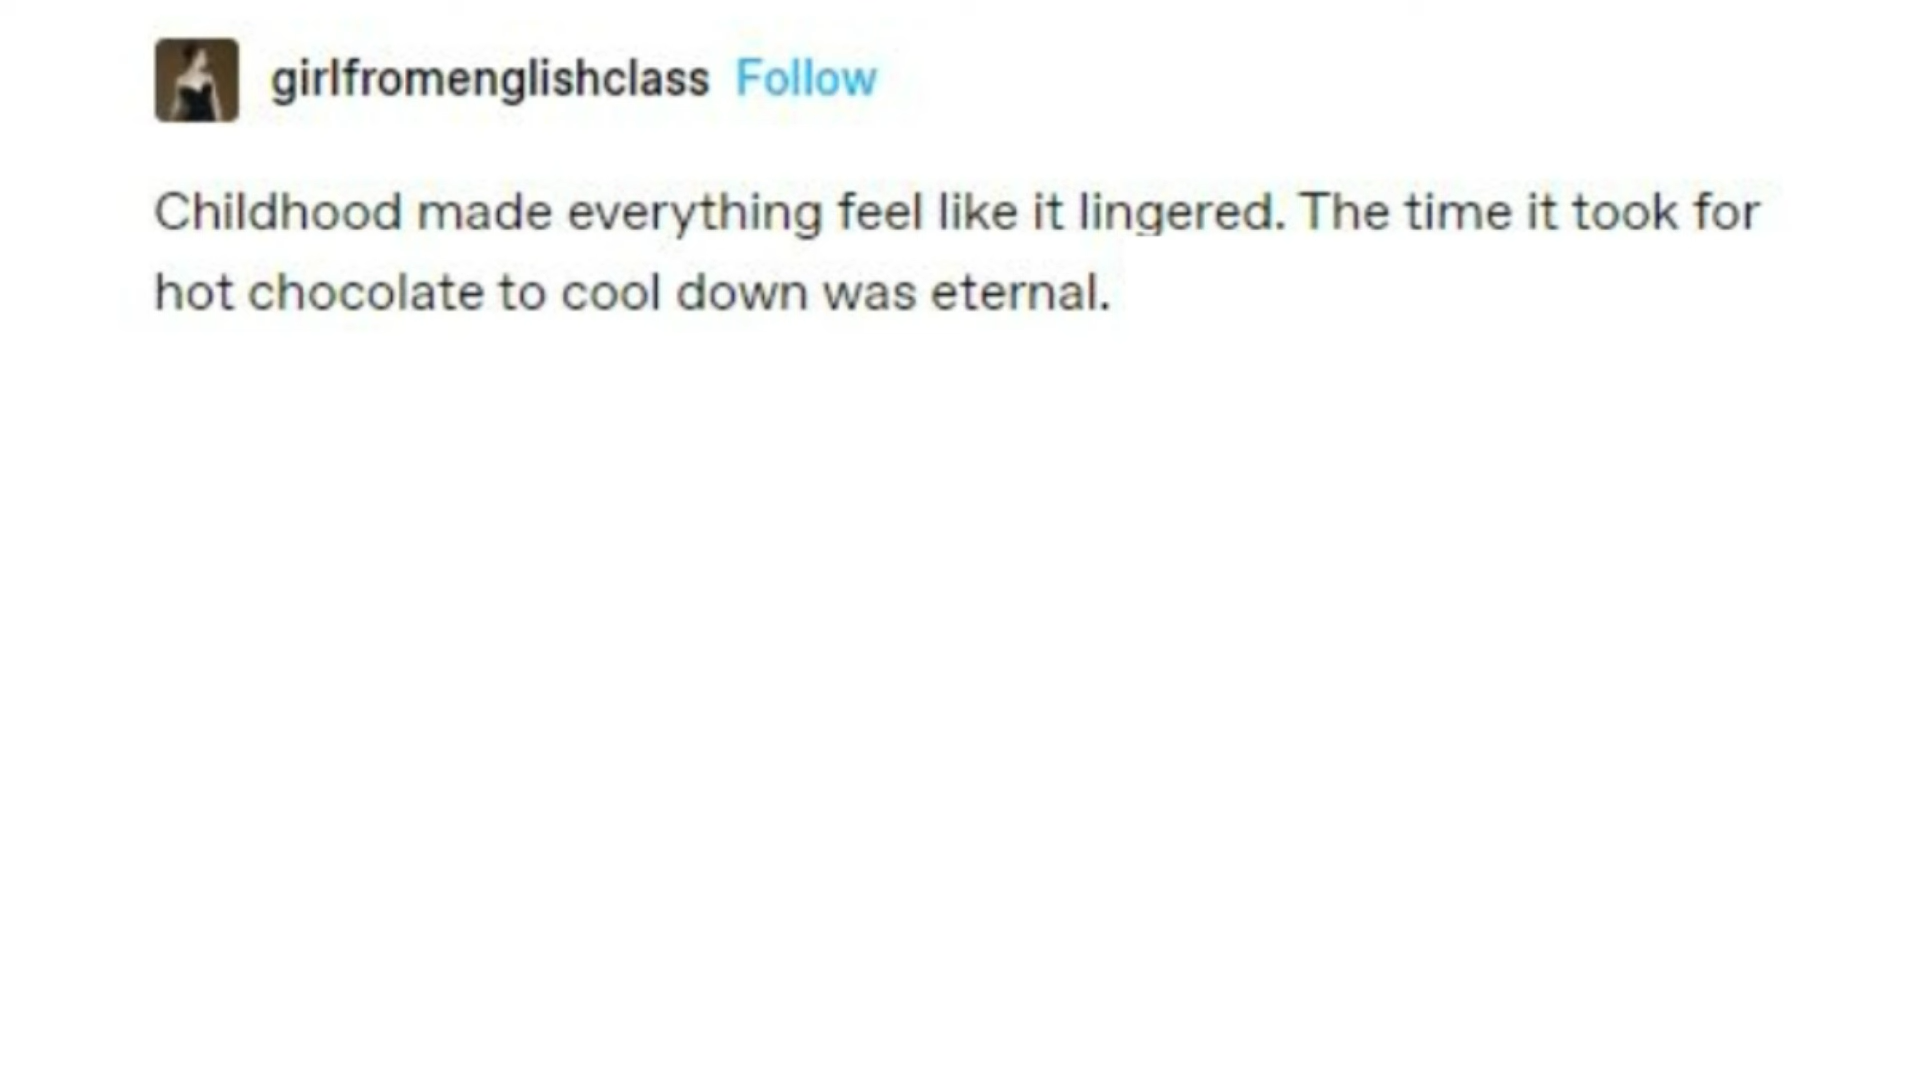 girlfromenglishclass Follow
Childhood made everything feel like it lingered. The time it took for
hot chocolate to cool down was eternal.